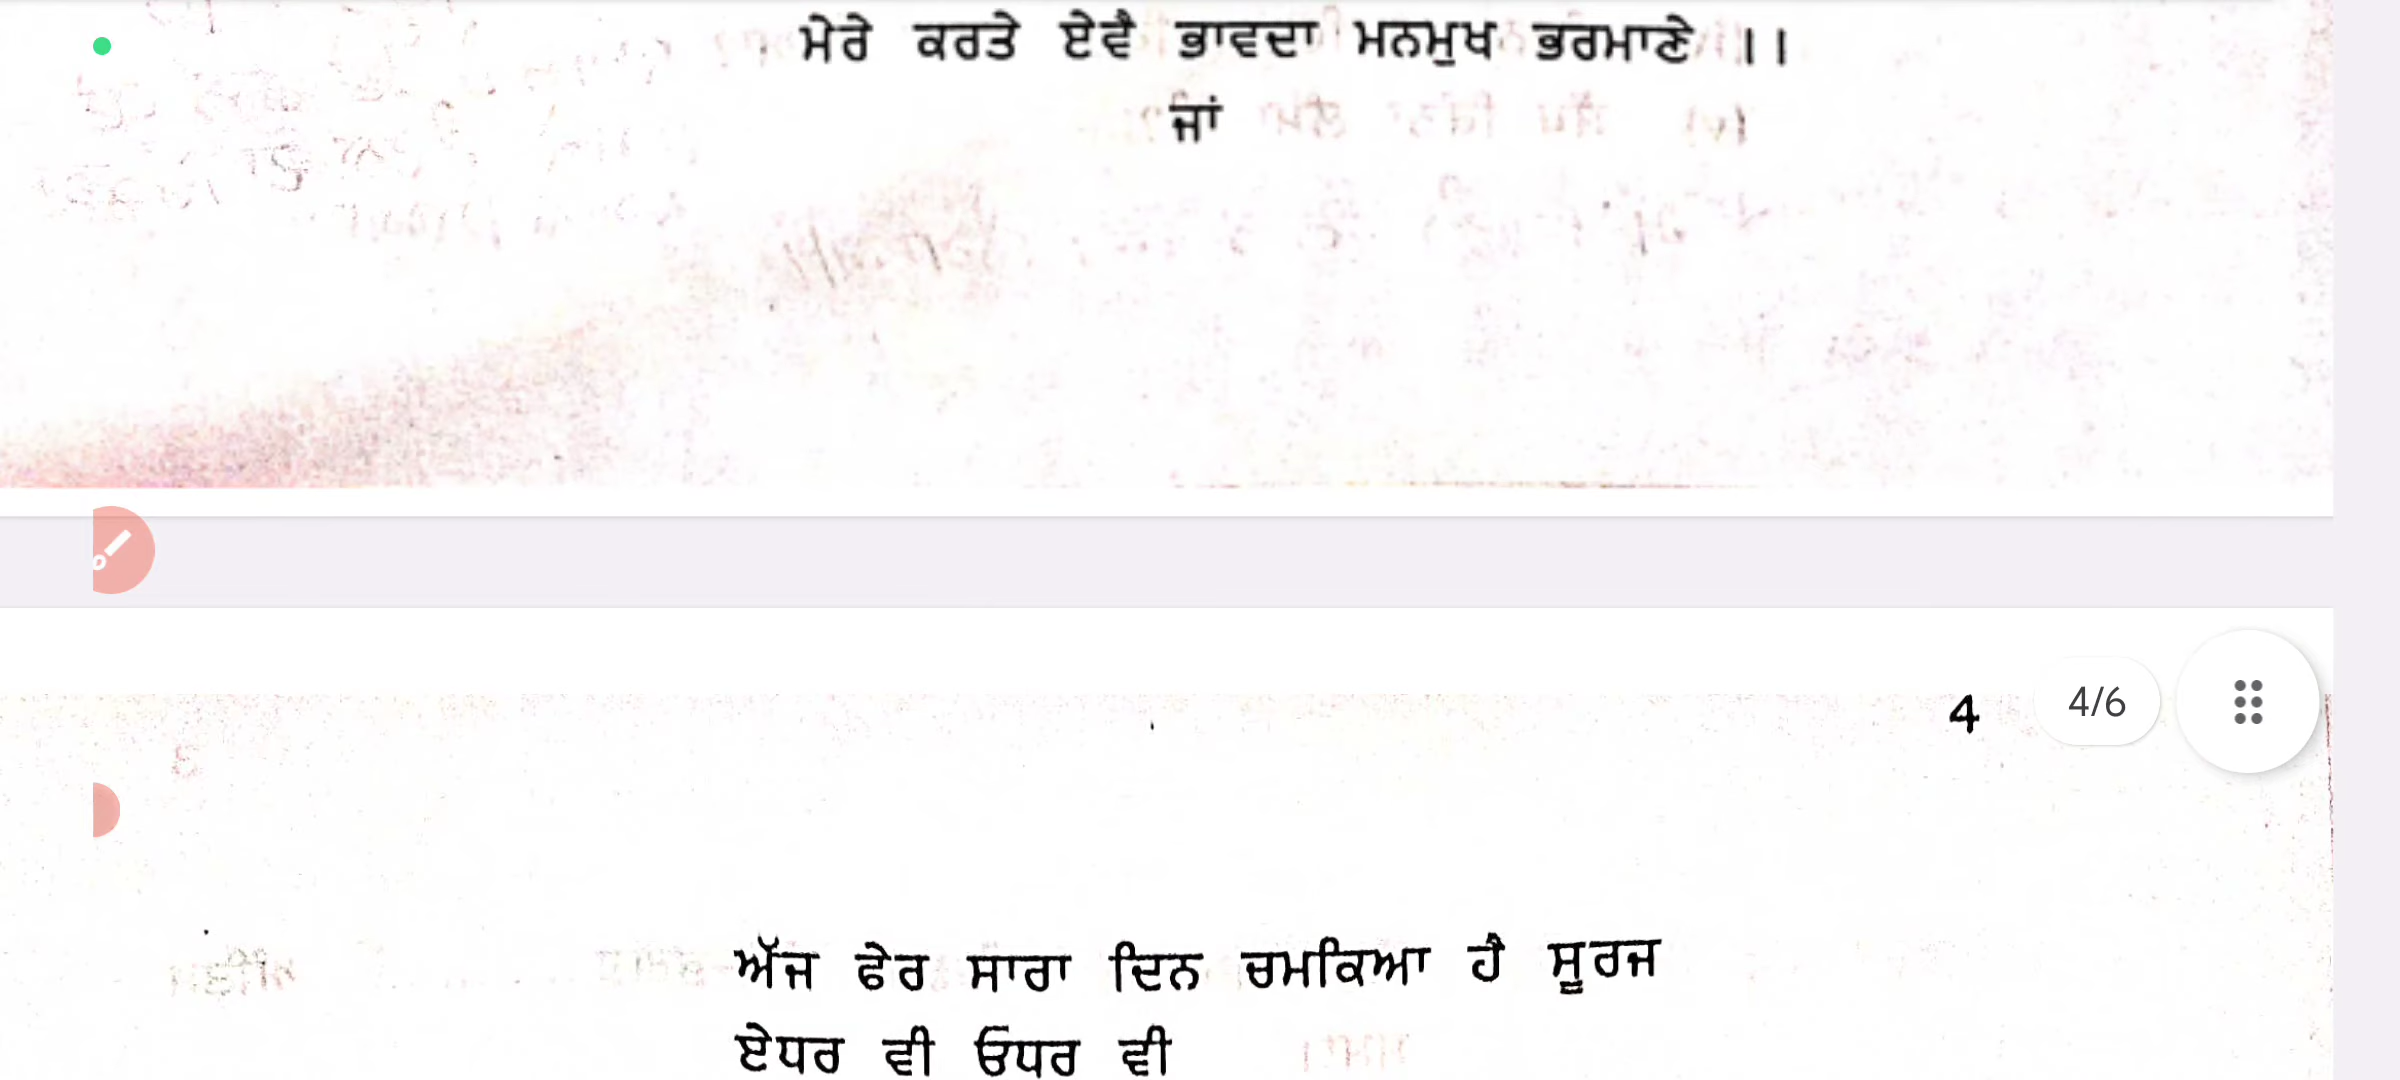 ਮੇਰੇ ਕਰਤੇ ਏਵੈ ਭਾਵਦਾ ਮਨਮੁਖ ਭਰਮਾਣੇ ।।
ਜਾਂ
4
4/6
ਅੱਜ ਫੇਰ ਸਾਰਾ ਦਿਨ ਚਮਕਿਆ ਹੈ ਸੂਰਜ
ਏਧਰ ਵੀ ਓਧਰ ਵੀ